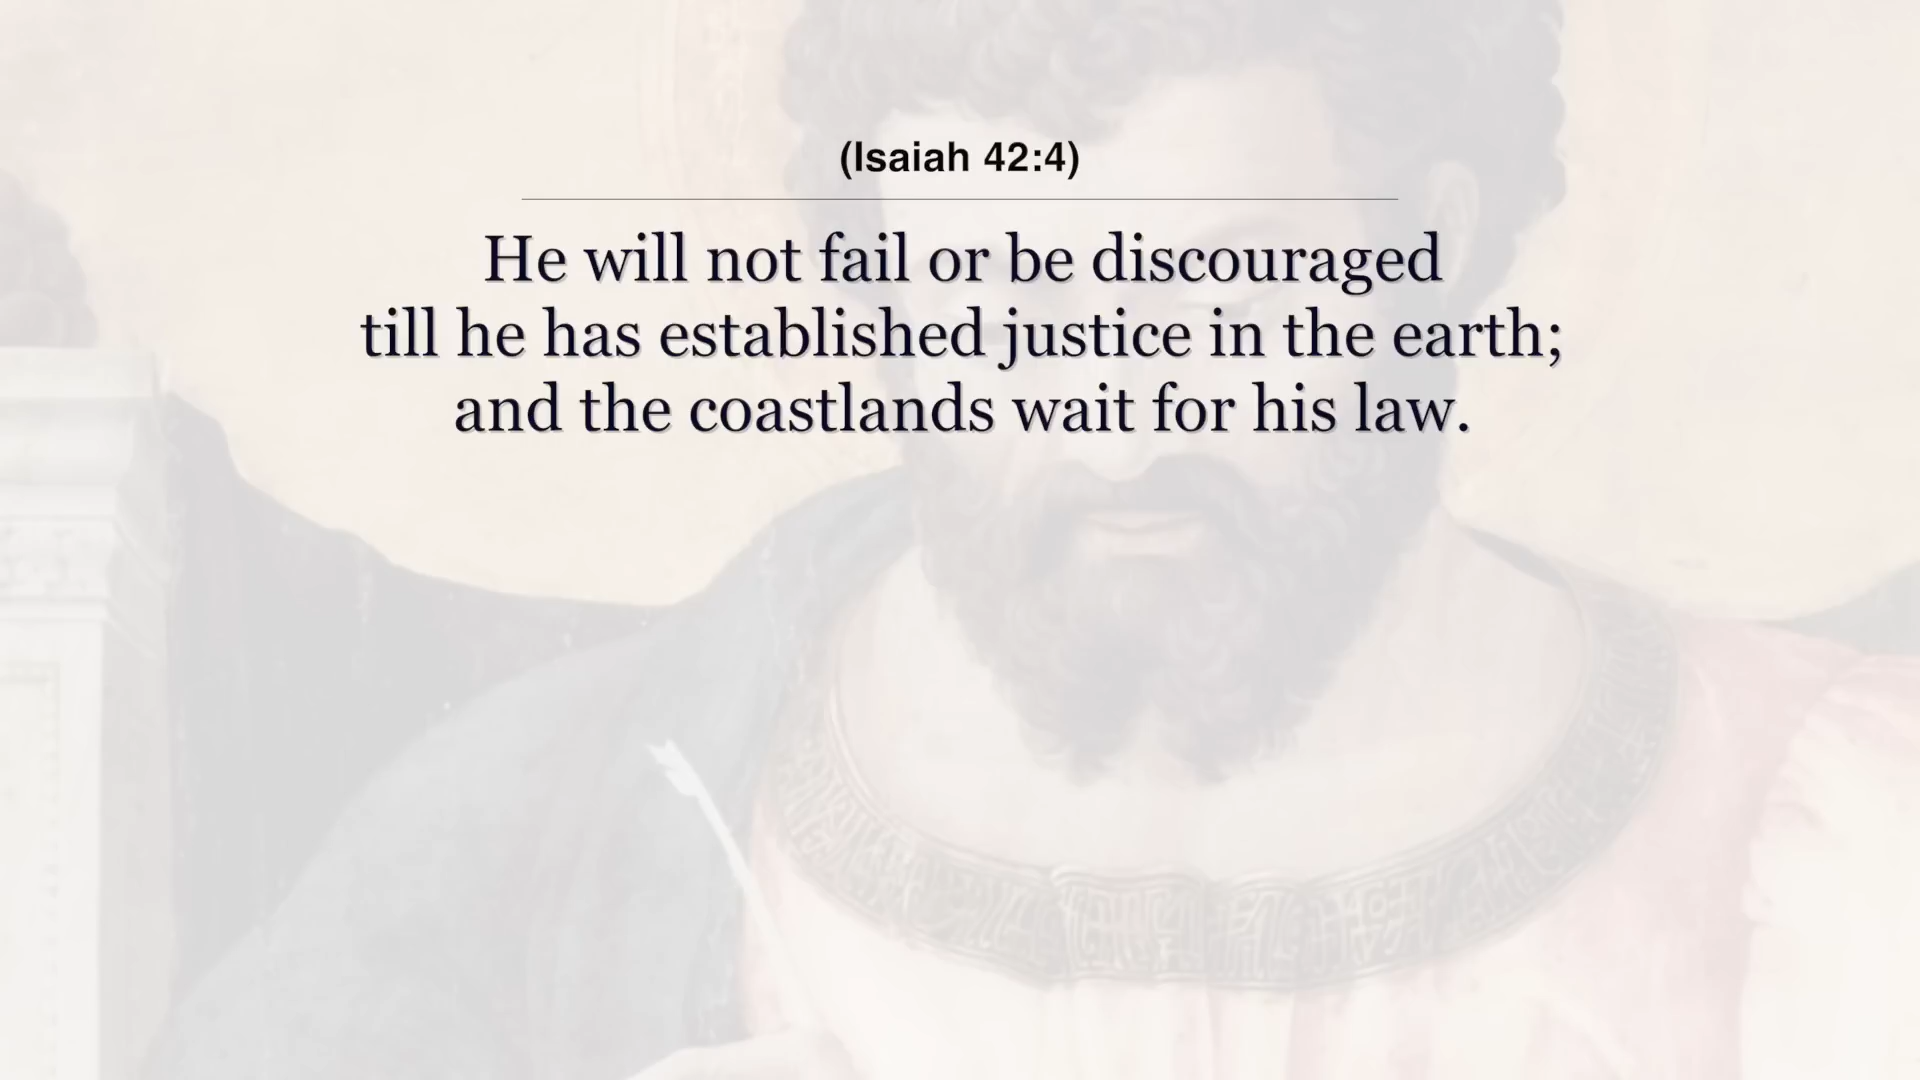 (Isaiah 42:4)
He will not fail or be discouraged
till he has established justice in the earth;
and the coastlands wait for his law.